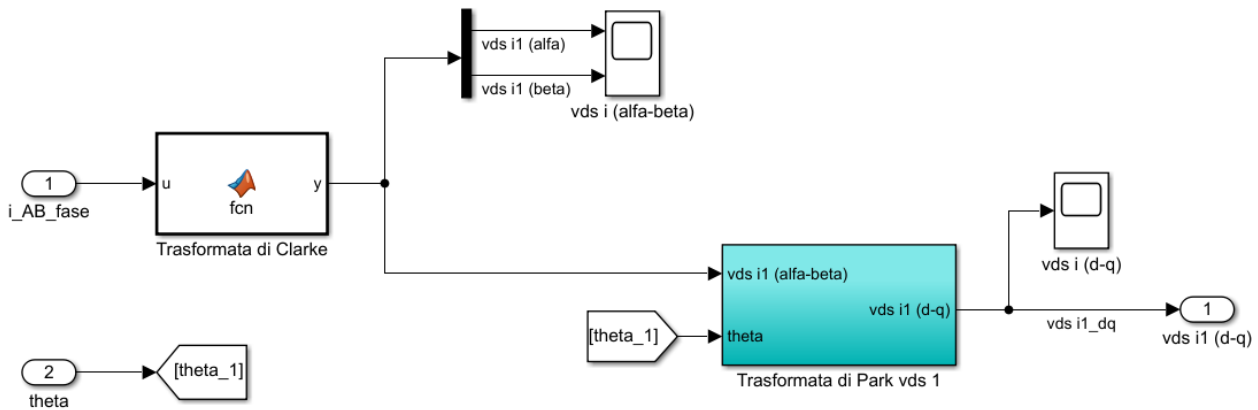 vds i1 (alfa)
vds i1 (beta)
vds i (alfa-beta)
1
i_AB_fase
u
fcn
y
Trasformata di Clarke
vds i (d-q)
vds i1 (alfa-beta)
vds i1 (d-q)
theta
Trasformata di Park vds 1
[theta_1]
vds i1_dq
1
vds i1 (d-q)
2
theta
[theta_1]